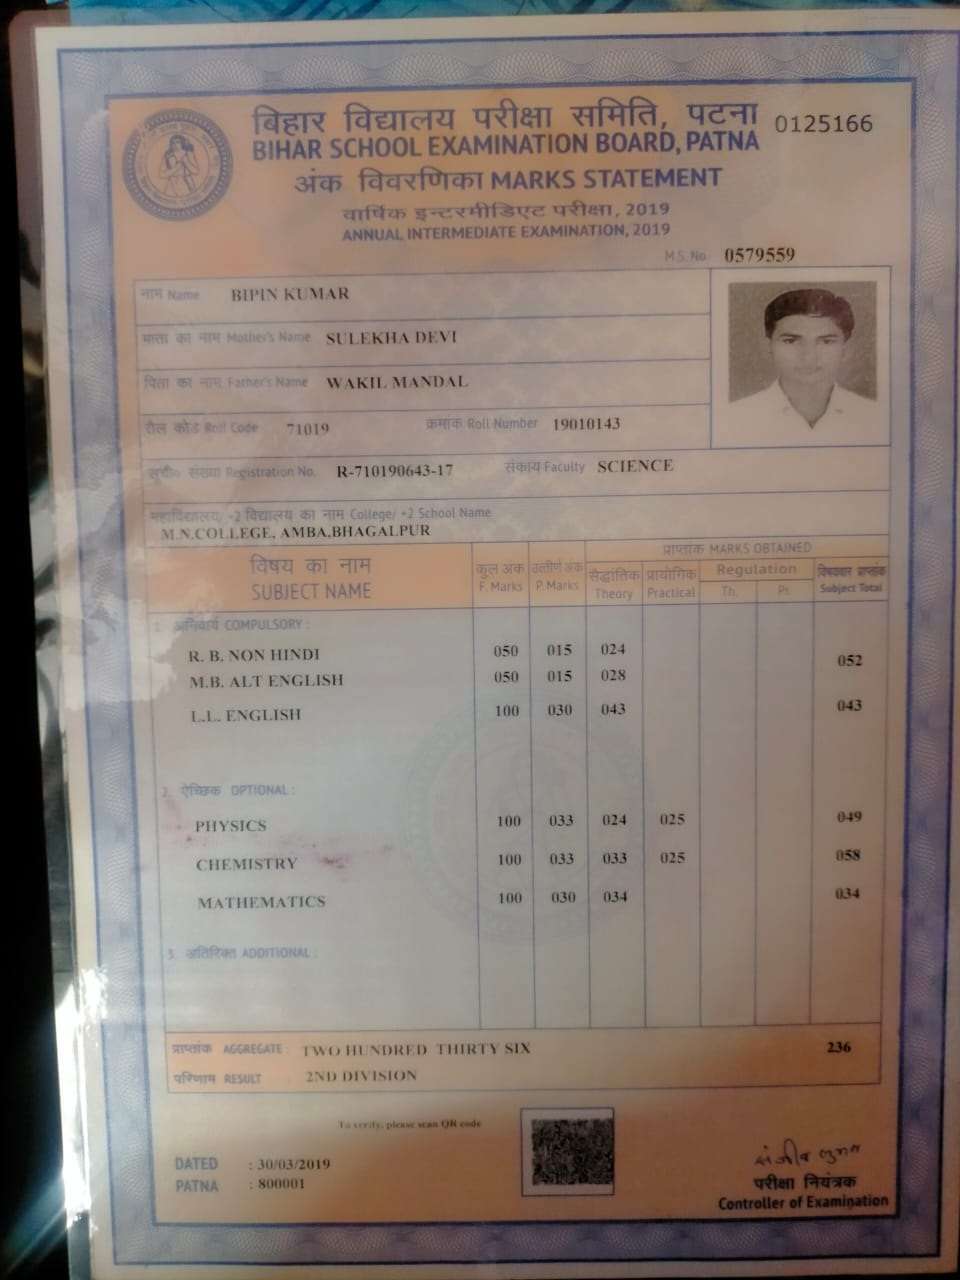 बिहार विद्यालय परीक्षा समिति, पटना
0125166
BIHAR SCHOOL EXAMINATION BOARD, PATNA
अंक विवरणिका MARKS STATEMENT
वार्षिक इन्टरमीडिएट परीक्षा, 2019
ANNUAL INTERMEDIATE EXAMINATION, 2019
M.S. No. 0579559
नाम Name BIPIN KUMAR
माता का नाम Mother's Name SULEKHA DEVI
पिता का नाम Father's Name WAKIL MANDAL
रौल कोड Roll Code 71019 क्रमांक Roll Number 19010143
सूची० संख्या Registration No. R-710190643-17 संकाय Faculty SCIENCE
महाविद्यालय/ +2 विद्यालय का नाम College/ +2 School Name
M.N.COLLEGE, AMBA,BHAGALPUR
विषय का नाम SUBJECT NAME कुल अंक F. Marks उत्तीर्ण अंक P. Marks प्राप्तांक MARKS OBTAINED
सैद्धांतिक Theory प्रायोगिक Practical Regulation Th. Pr. विषयवार प्राप्तांक Subject Total
1. अनिवार्य COMPULSORY :
R. B. NON HINDI 050 015 024
052
M.B. ALT ENGLISH 050 015 028
L.L. ENGLISH 100 030 043 043
2. ऐच्छिक OPTIONAL :
PHYSICS 100 033 024 025 049
CHEMISTRY 100 033 033 025 058
MATHEMATICS 100 030 034 034
3. अतिरिक्त ADDITIONAL :
प्राप्तांक AGGREGATE : TWO HUNDRED THIRTY SIX 236
परिणाम RESULT 2ND DIVISION
To verify, please scan QR code
DATED : 30/03/2019
PATNA : 800001
परीक्षा नियंत्रक
Controller of Examination